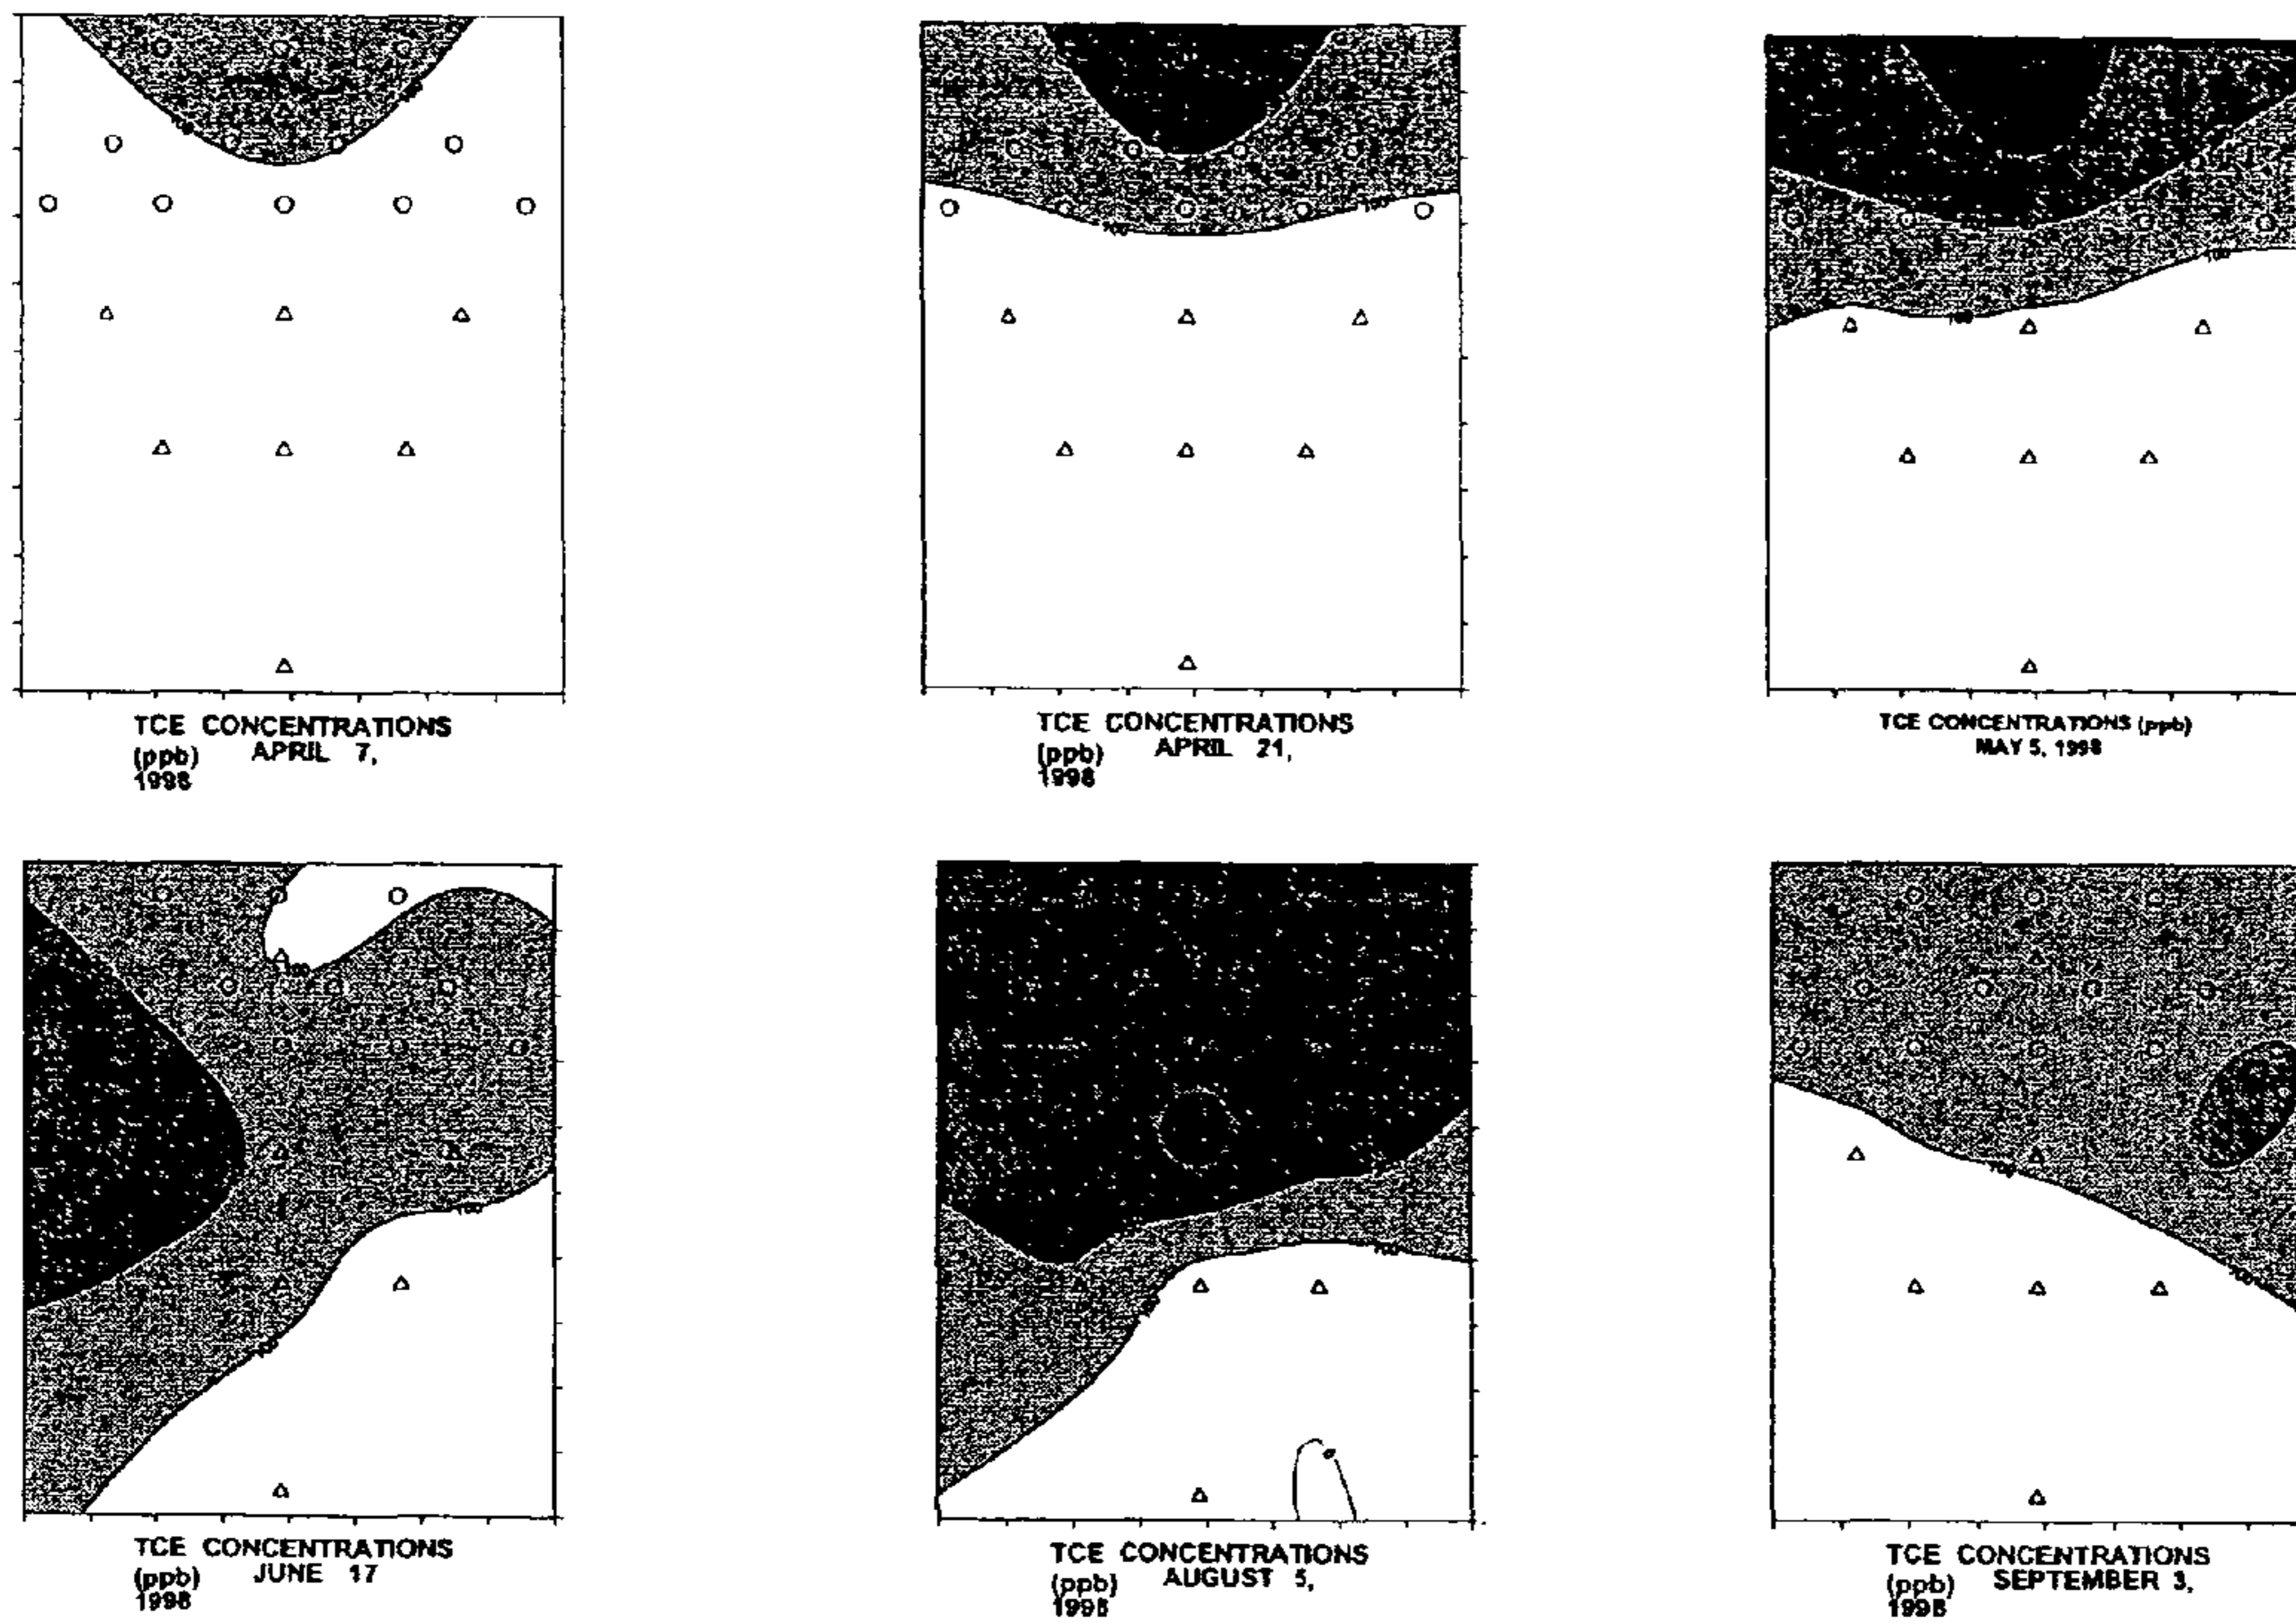 TCE CONCENTRATIONS
(ppb) APRIL 7,
1998
TCE CONCENTRATIONS
(ppb) APRIL 21,
1998
TCE CONCENTRATIONS (ppb)
MAY 5, 1998
TCE CONCENTRATIONS
(ppb) JUNE 17
1998
TCE CONCENTRATIONS
(ppb) AUGUST 5,
1998
TCE CONCENTRATIONS
(ppb) SEPTEMBER 3,
1998